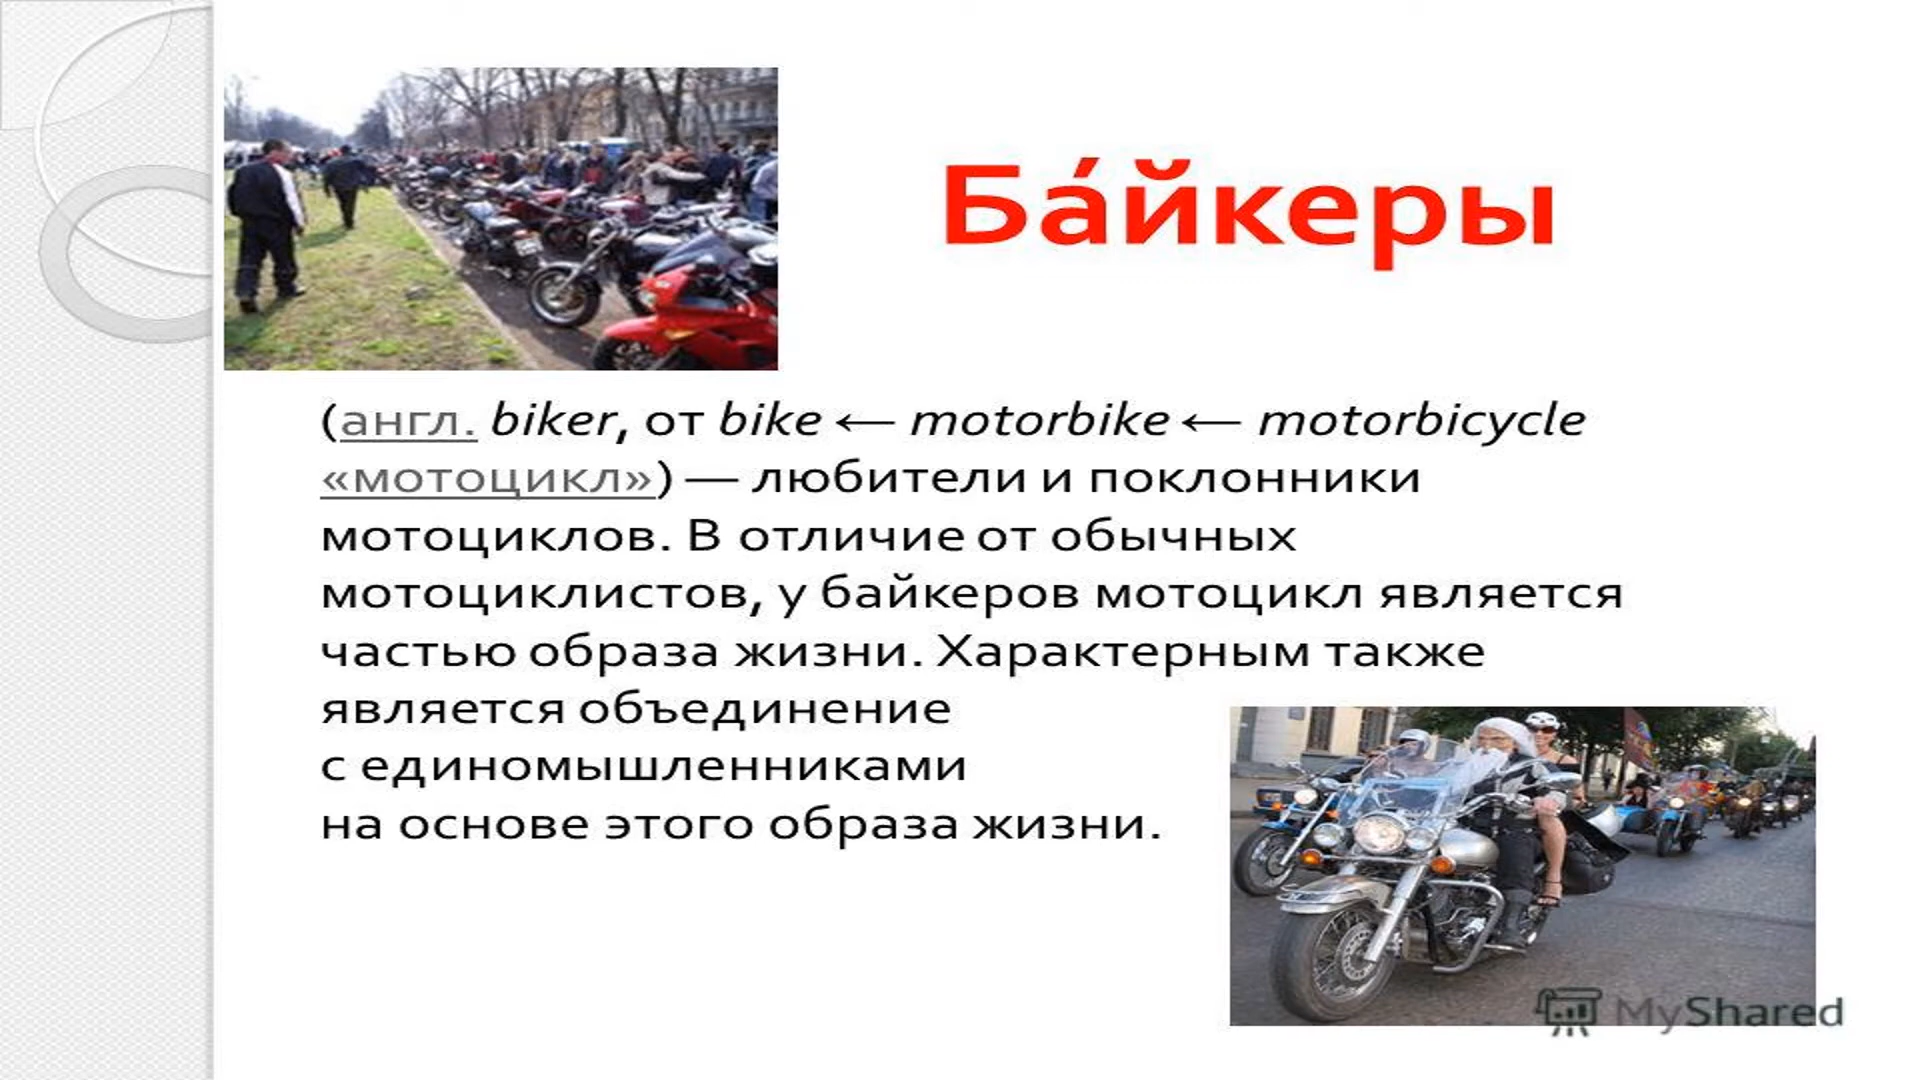 Ба́йкеры
(англ. biker, от bike ← motorbike ← motorbicycle
«мотоцикл») — любители и поклонники
мотоциклов. В отличие от обычных
мотоциклистов, у байкеров мотоцикл является
частью образа жизни. Характерным также
является объединение
с единомышленниками
на основе этого образа жизни.
MyShared